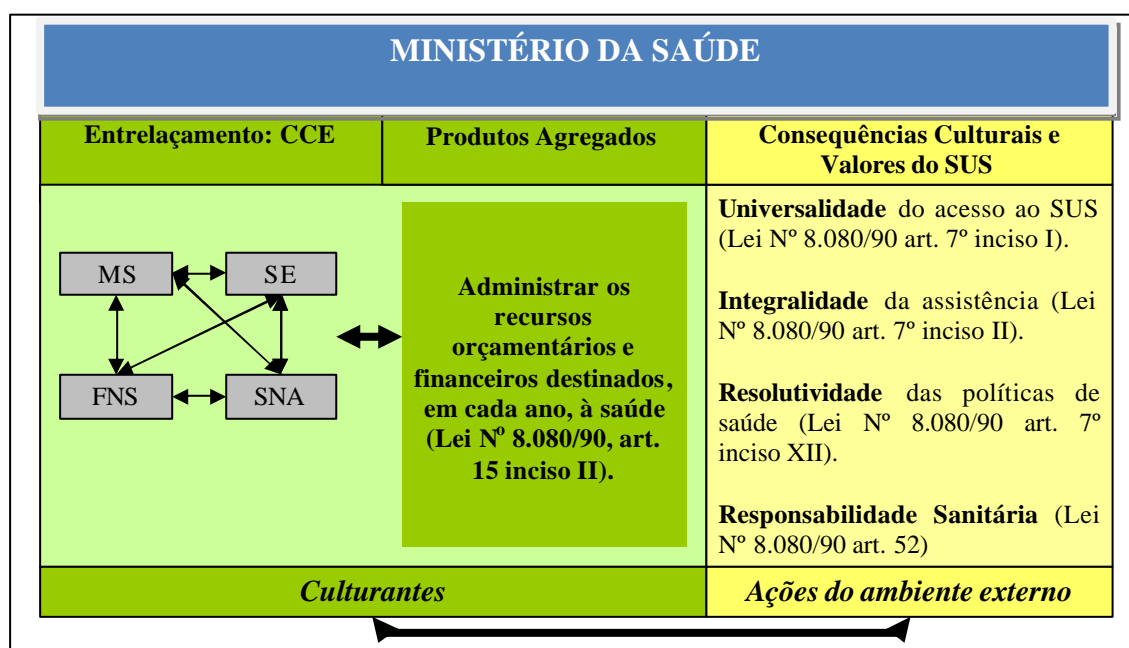 MINISTÉRIO DA SAÚDE
Entrelaçamento: CCE
Produtos Agregados
Consequências Culturais e
Valores do SUS
MS
SE
FNS
SNA
Administrar os
recursos
orçamentários e
financeiros destinados,
em cada ano, à saúde
(Lei Nº 8.080/90, art.
15 inciso II).
Universalidade do acesso ao SUS
(Lei Nº 8.080/90 art. 7º inciso I).
Integralidade da assistência (Lei
Nº 8.080/90 art. 7º inciso II).
Resolutividade das políticas de
saúde (Lei Nº 8.080/90 art. 7º
inciso XII).
Responsabilidade Sanitária (Lei
Nº 8.080/90 art. 52)
Culturantes
Ações do ambiente externo